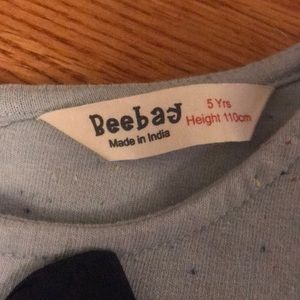 Beebay
Made in India
5 Yrs
Height 110cm